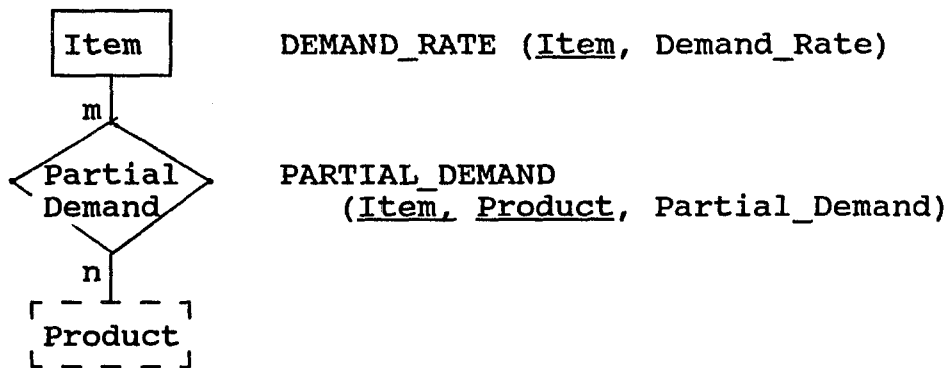 Item DEMAND_RATE (Item, Demand_Rate)
m
Partial PARTIAL_DEMAND
Demand (Item, Product, Partial_Demand)
n
Product